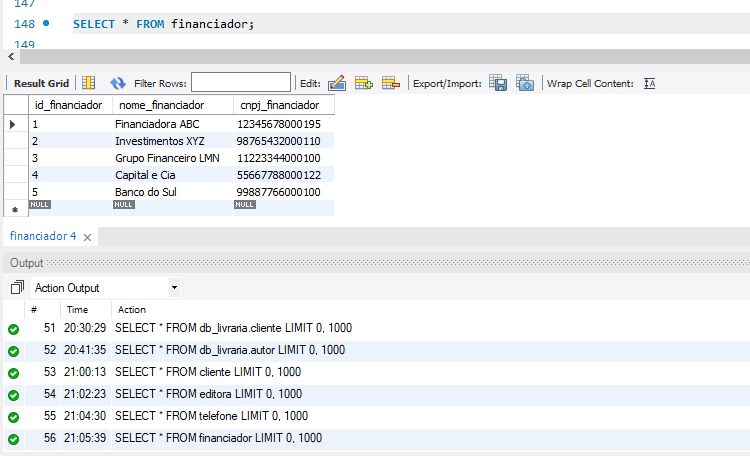 147
148 SELECT * FROM financiador;
149
Result Grid Filter Rows: Edit: Export/Import: Wrap Cell Content: IA
id_financiador nome_financiador cnpj_financiador
1 Financiadora ABC 12345678000195
2 Investimentos XYZ 98765432000110
3 Grupo Financeiro LMN 11223344000100
4 Capital e Cia 55667788000122
5 Banco do Sul 99887766000100
NULL NULL NULL
financiador 4
Output
Action Output
# Time Action
51 20:30:29 SELECT * FROM db_livraria.cliente LIMIT 0, 1000
52 20:41:35 SELECT * FROM db_livraria.autor LIMIT 0, 1000
53 21:00:13 SELECT * FROM cliente LIMIT 0, 1000
54 21:02:23 SELECT * FROM editora LIMIT 0, 1000
55 21:04:30 SELECT * FROM telefone LIMIT 0, 1000
56 21:05:39 SELECT * FROM financiador LIMIT 0, 1000